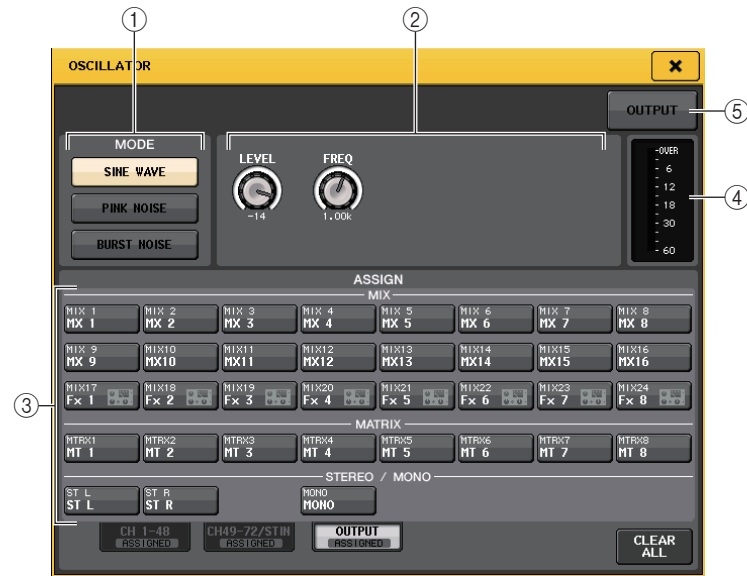 ① ②
OSCILLATOR
×
OUTPUT
⑤
MODE
SINE WAVE
PINK NOISE
BURST NOISE
LEVEL FREQ
-14 1.00k
-OVER
- 6
- 12
- 18
- 30
- 60
④
ASSIGN
MIX
MIX 1 MIX 2 MIX 3 MIX 4 MIX 5 MIX 6 MIX 7 MIX 8
MX 1 MX 2 MX 3 MX 4 MX 5 MX 6 MX 7 MX 8
MIX 9 MIX10 MIX11 MIX12 MIX13 MIX14 MIX15 MIX16
MX 9 MX10 MX11 MX12 MX13 MX14 MX15 MX16
MIX17 MIX18 MIX19 MIX20 MIX21 MIX22 MIX23 MIX24
Fx 1 Fx 2 Fx 3 Fx 4 Fx 5 Fx 6 Fx 7 Fx 8
③
MATRIX
MTRX1 MTRX2 MTRX3 MTRX4 MTRX5 MTRX6 MTRX7 MTRX8
MT 1 MT 2 MT 3 MT 4 MT 5 MT 6 MT 7 MT 8
STEREO / MONO
ST L ST R MONO
ST L ST R MONO
CH 1-48 CH49-72/STIN OUTPUT
ASSIGNED ASSIGNED ASSIGNED
CLEAR
ALL